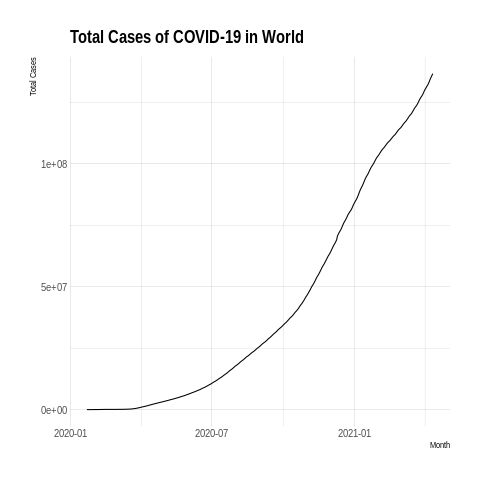 Total Cases of COVID-19 in World
Total Cases
1e+08
5e+07
0e+00
2020-01 2020-07 2021-01
Month